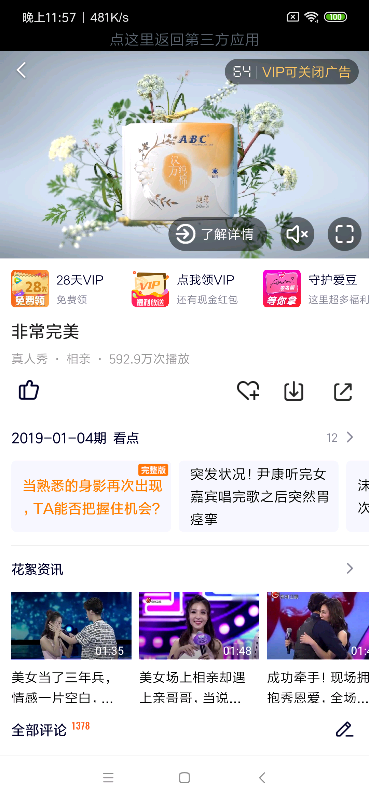 晚上11:57 | 481K/S
100
点这里返回第三方应用
64 | VIP可关闭广告
ABC
了解详情
28天
免费领
28天VIP
免费领
VIP
福利放送
点我领VIP
还有现金红包
等你拿
守护爱豆
这里超多福利
非常完美
真人秀 · 相亲 · 592.9万次播放
2019-01-04期 看点
12
完整版
当熟悉的身影再次出现
，TA能否把握住机会?
突发状况！尹康听完女
嘉宾唱完歌之后突然胃
痉挛
沫
次
花絮资讯
01:35
01:48
美女当了三年兵，
情感一片空白，...
美女场上相亲却遇
上亲哥哥，当说...
成功牵手！现场拥
抱秀恩爱，全场...
全部评论 1378